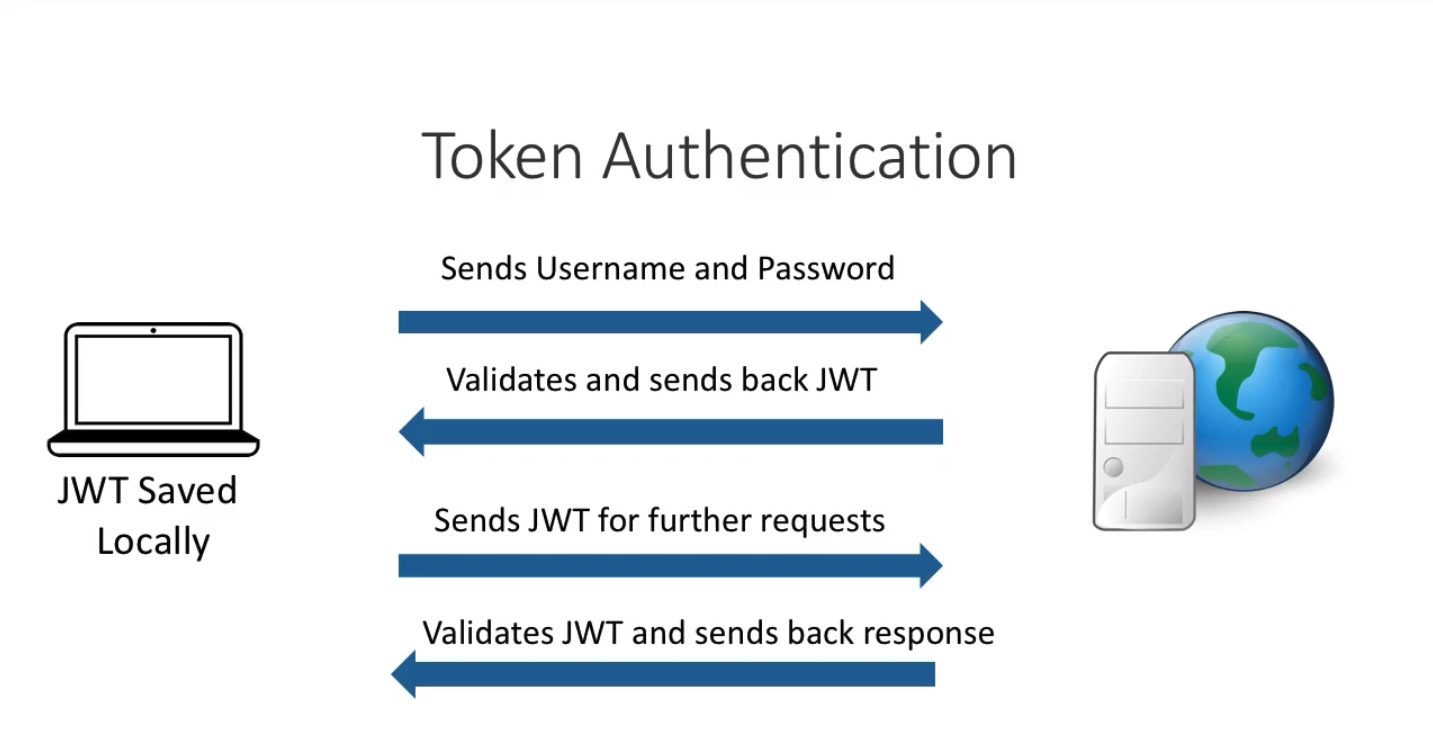 Token Authentication
Sends Username and Password
Validates and sends back JWT
JWT Saved
Locally
Sends JWT for further requests
Validates JWT and sends back response